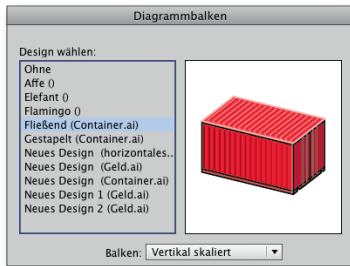 Diagrammbalken
Design wählen:
Ohne
Affe ()
Elefant ()
Flamingo ()
Fließend (Container.ai)
Gestapelt (Container.ai)
Neues Design (horizontales..
Neues Design (Geld.ai)
Neues Design (Container.ai)
Neues Design 1 (Geld.ai)
Neues Design 2 (Geld.ai)
Balken: Vertikal skaliert